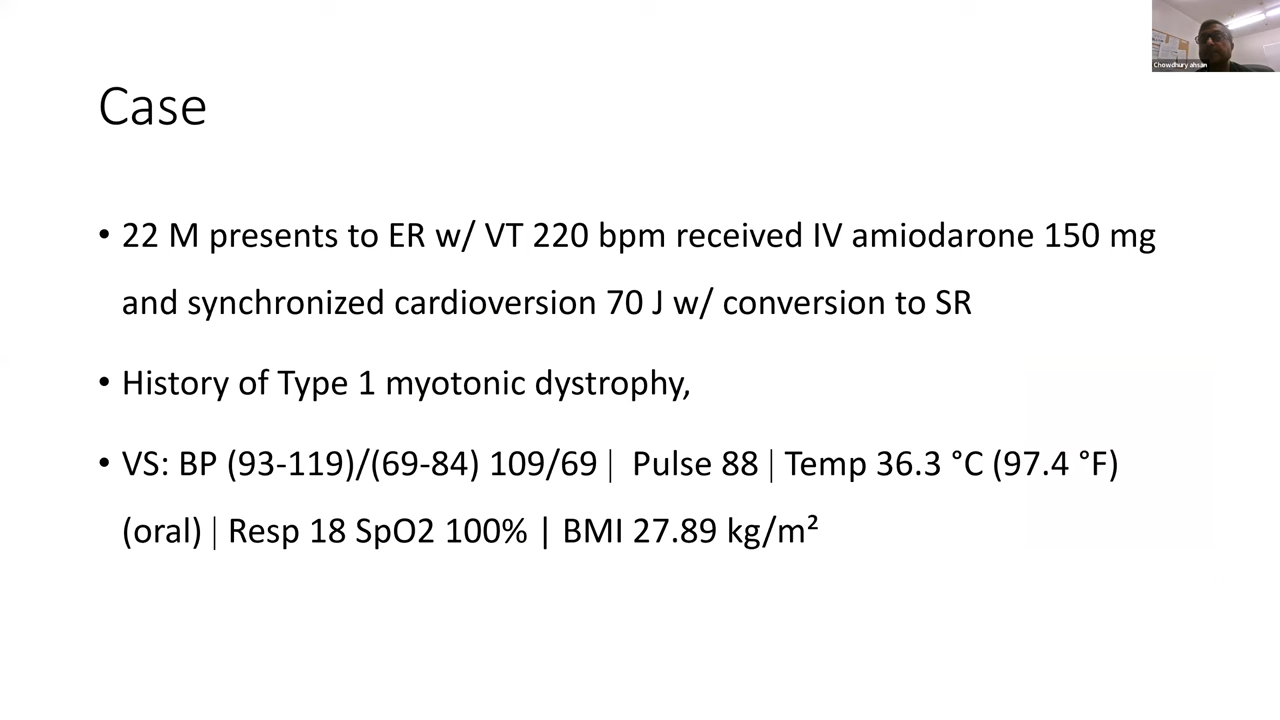 Chowdhury ahsan
Case
• 22 M presents to ER w/ VT 220 bpm received IV amiodarone 150 mg
and synchronized cardioversion 70 J w/ conversion to SR
• History of Type 1 myotonic dystrophy,
• VS: BP (93-119)/(69-84) 109/69 | Pulse 88 | Temp 36.3 °C (97.4 °F)
(oral) | Resp 18 SpO2 100% | BMI 27.89 kg/m²